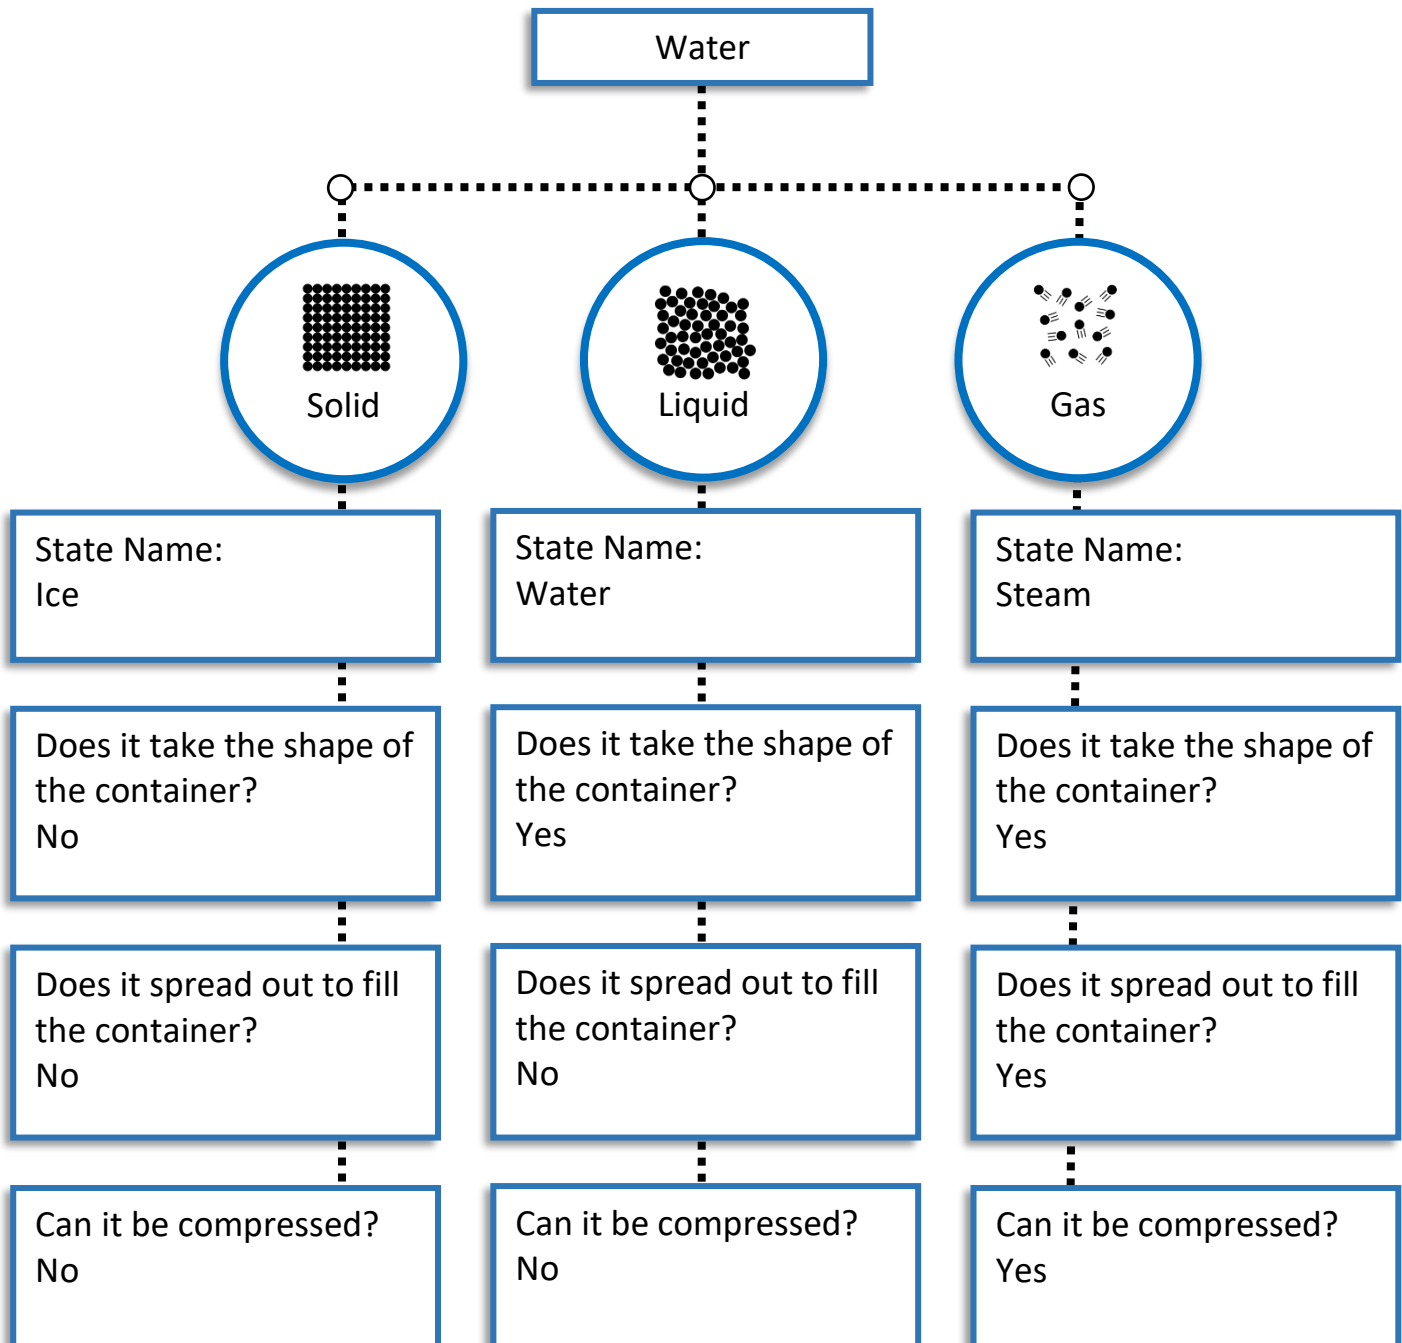 Water
Solid
Liquid
Gas
State Name:
Ice
State Name:
Water
State Name:
Steam
Does it take the shape of
the container?
No
Does it take the shape of
the container?
Yes
Does it take the shape of
the container?
Yes
Does it spread out to fill
the container?
No
Does it spread out to fill
the container?
No
Does it spread out to fill
the container?
Yes
Can it be compressed?
No
Can it be compressed?
No
Can it be compressed?
Yes